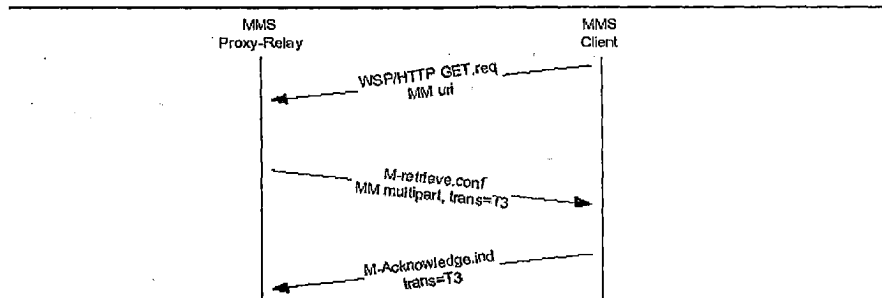 MMS
Proxy-Relay
MMS
Client
WSP/HTTP GET.req
MM uri
M-retrieve.conf
MM multipart, trans=T3
M-Acknowledge.ind
trans=T3